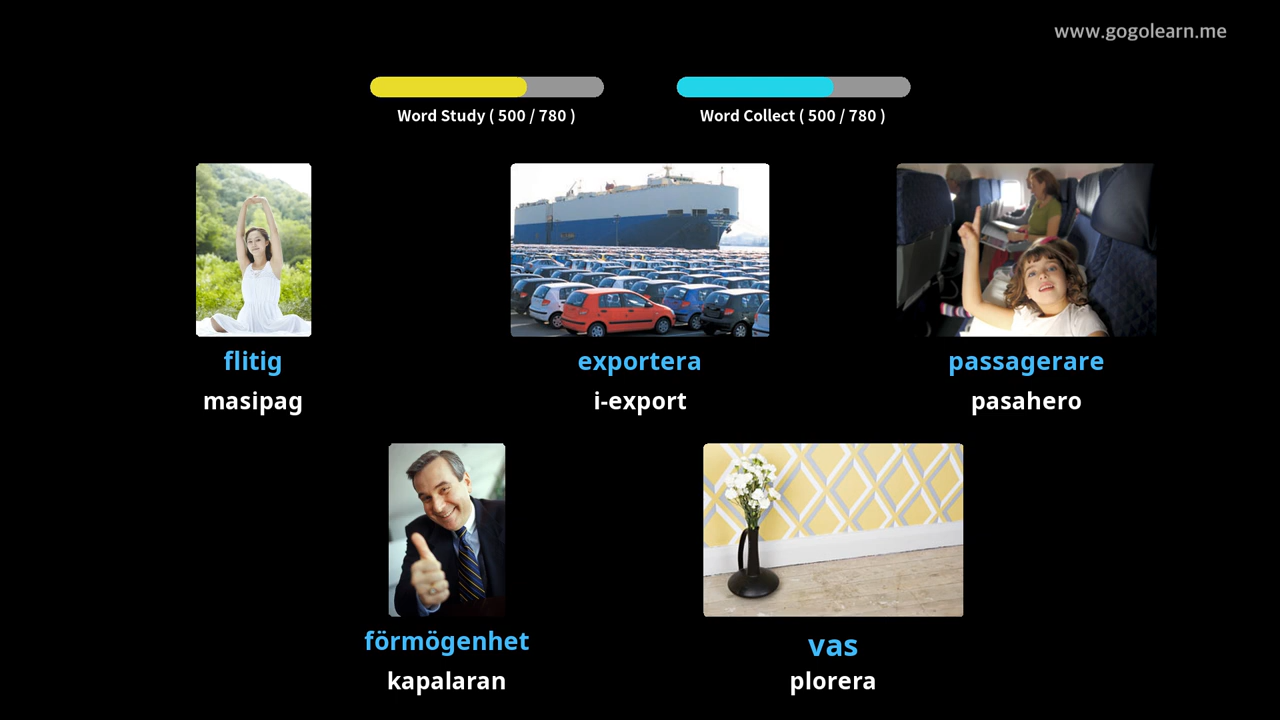 www.gogolearn.me
Word Study ( 500 / 780 )
Word Collect ( 500 / 780 )
flitig
masipag
exportera
i-export
passagerare
pasahero
förmögenhet
kapalaran
vas
plorera